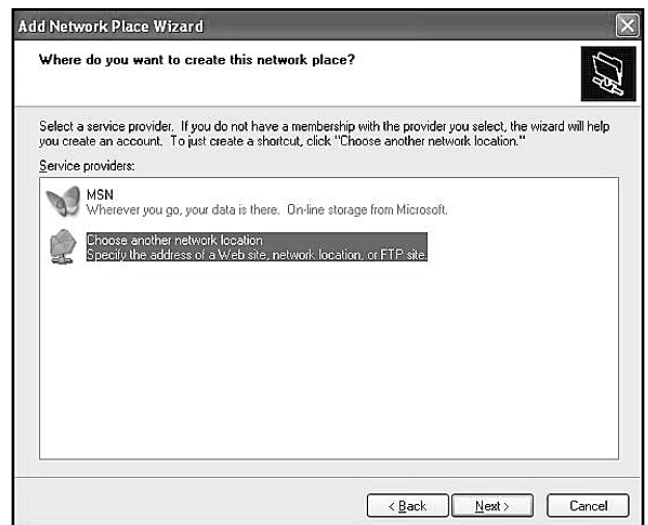 Add Network Place Wizard
Where do you want to create this network place?
Select a service provider. If you do not have a membership with the provider you select, the wizard will help
you create an account. To just create a shortcut, click "Choose another network location."
Service providers:
MSN
Wherever you go, your data is there. On-line storage from Microsoft.
Choose another network location
Specify the address of a Web site, network location, or FTP site.
< Back Next > Cancel